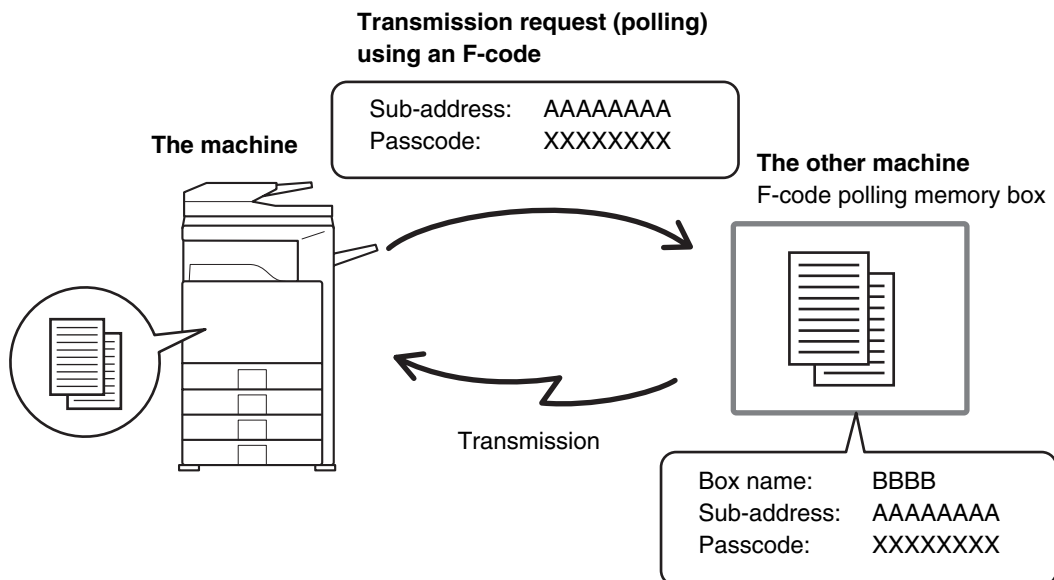 Transmission request (polling)
using an F-code
Sub-address: AAAAAAAA
Passcode: XXXXXXXX
The machine
The other machine
F-code polling memory box
Transmission
Box name: BBBB
Sub-address: AAAAAAAA
Passcode: XXXXXXXX